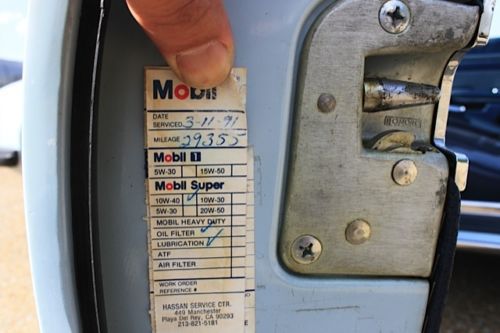 Mobil
DATE
SERVICED 3-11-91
MILEAGE 29355
Mobil 1
5W-30 15W-50
Mobil Super
10W-40 10W-30
5W-30 20W-50
MOBIL HEAVY DUTY
OIL FILTER
LUBRICATION
ATF
AIR FILTER
WORK ORDER
REFERENCE #
HASSAN SERVICE CTR.
449 Manchester
Playa Del Rey, CA 90293
213-821-5181